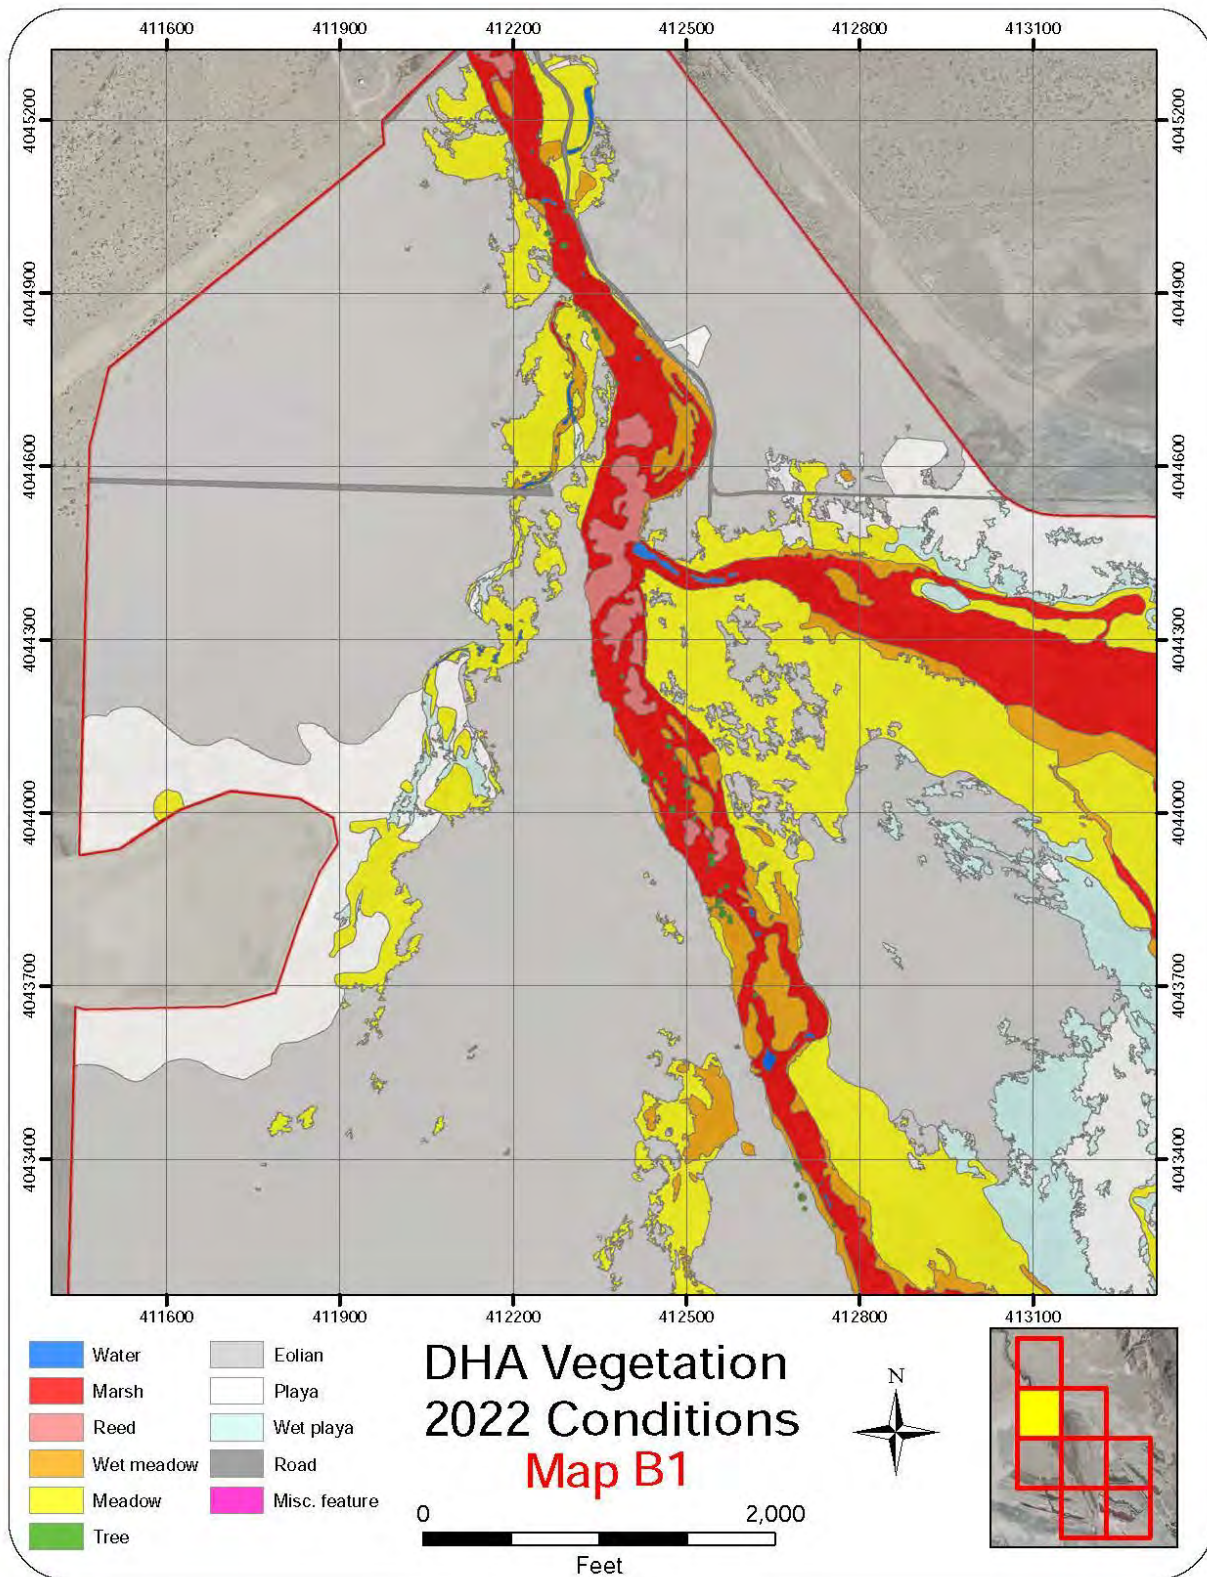 411600 411900 412200 412500 412800 413100
4045200 4045200
4044900 4044900
4044600 4044600
4044300 4044300
4044000 4044000
4043700 4043700
4043400 4043400
411600 411900 412200 412500 412800 413100
Water
Marsh
Reed
Wet meadow
Meadow
Tree
Eolian
Playa
Wet playa
Road
Misc. feature
DHA Vegetation
2022 Conditions
Map B1
0 2,000
Feet
N